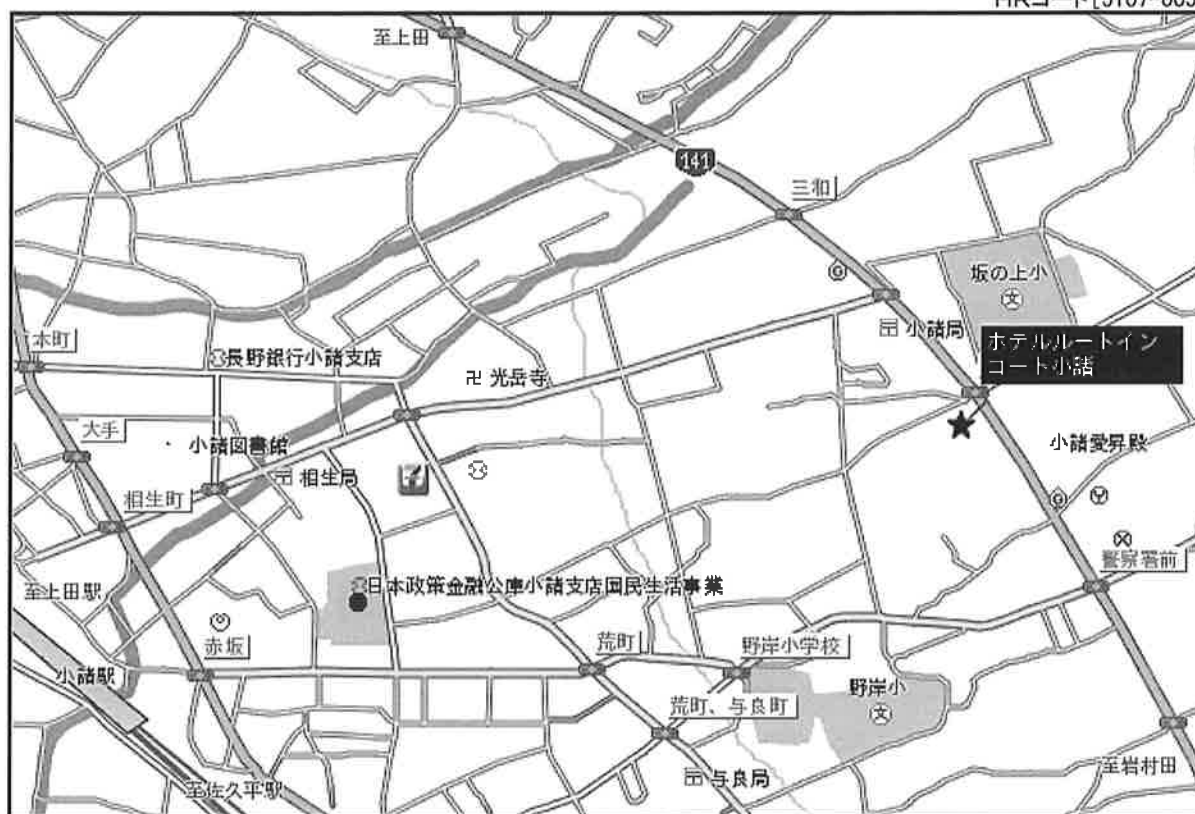 至上田
141
三和
坂の上小
文
小諸局
ホテルルートイン
コート小諸
本町
長野銀行小諸支店
卍 光岳寺
大手
小諸図書館
相生局
相生町
小諸愛昇殿
警察署前
至上田駅
日本政策金融公庫小諸支店国民生活事業
赤坂
荒町
野岸小学校
小諸駅
野岸小
文
荒町、与良町
与良局
至岩村田
至佐久平駅